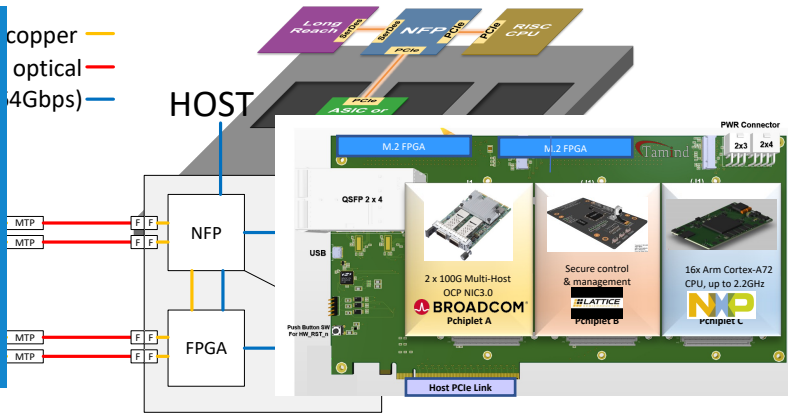 copper
optical
64Gbps)
HOST
Long
Reach
SerDes
SerDes
NFP
PCIe
PCIe
PCIe
RISC
CPU
PCIe
ASIC or
MTP
MTP
F F
F F
NFP
MTP
MTP
F F
F F
FPGA
PWR Connector
2x3
2x4
M.2 FPGA
M.2 FPGA
Tamind
QSFP 2 x 4
USB
Push Button SW
For HW_RST_n
2 x 100G Multi-Host
OCP NIC3.0
BROADCOM
Pchiplet A
Secure control
& management
LATTICE
Pchiplet B
16x Arm Cortex-A72
CPU, up to 2.2GHz
NXP
Pchiplet C
Host PCIe Link